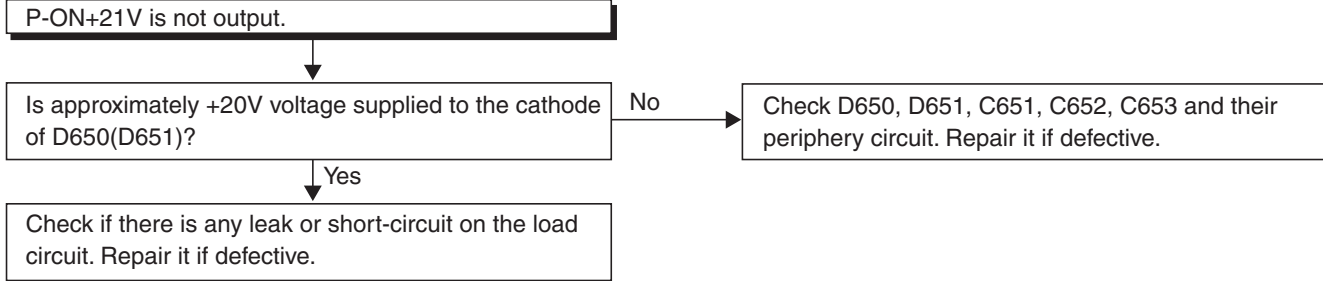 P-ON+21V is not output.
Is approximately +20V voltage supplied to the cathode
of D650(D651)?
No
Check D650, D651, C651, C652, C653 and their
periphery circuit. Repair it if defective.
Yes
Check if there is any leak or short-circuit on the load
circuit. Repair it if defective.